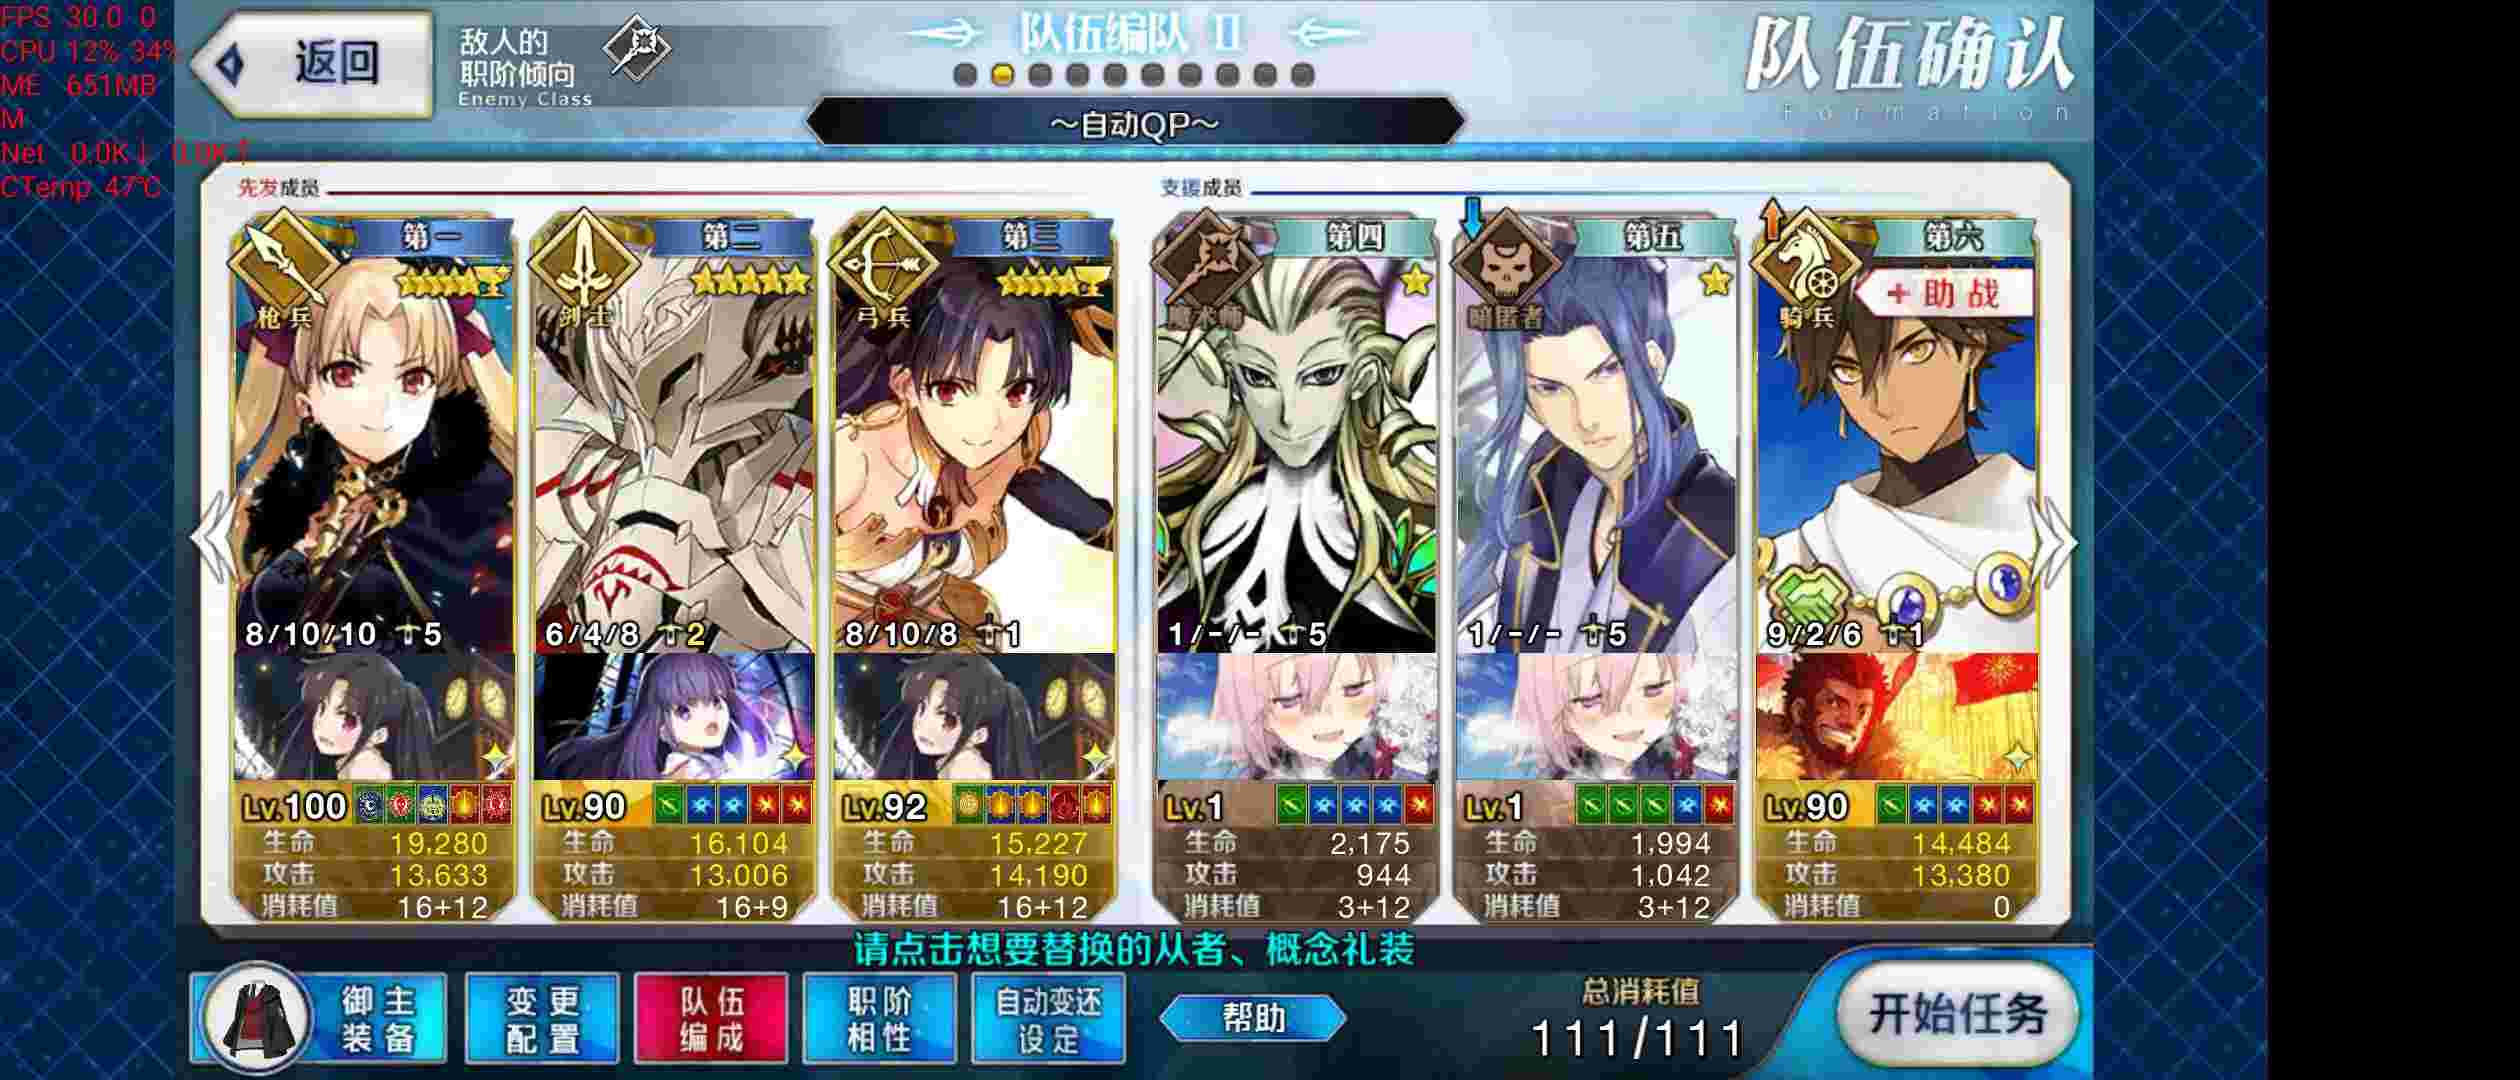 FPS 30.0 0
CPU 12% 34%
ME 651MB
M
Net 0.0K↓ 0.0K↑
CTemp 47℃
返回
敌人的
职阶倾向
Enemy Class
队伍编队 II
～自动QP～
队伍确认
Formation
先发成员
支援成员
第一
第二
第三
第四
第五
第六
+助战
枪兵
剑士
弓兵
魔术师
暗匿者
骑兵
8/10/10 5
6/4/8 2
8/10/8 1
1/-/- 5
1/-/- 5
9/2/6 1
Lv.100
Lv.90
Lv.92
Lv.1
Lv.1
Lv.90
生命 19,280
生命 16,104
生命 15,227
生命 2,175
生命 1,994
生命 14,484
攻击 13,633
攻击 13,006
攻击 14,190
攻击 944
攻击 1,042
攻击 13,380
消耗值 16+12
消耗值 16+9
消耗值 16+12
消耗值 3+12
消耗值 3+12
消耗值 0
请点击想要替换的从者、概念礼装
御主
装备
变更
配置
队伍
编成
职阶
相性
自动变还
设定
帮助
总消耗值
111/111
开始任务